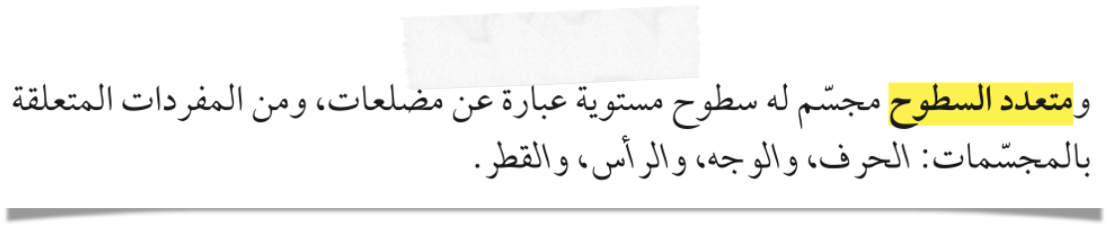 ومتعدد السطوح مجسّم له سطوح مستوية عبارة عن مضلعات، ومن المفردات المتعلقة
بالمجسّمات: الحرف، والوجه، والرأس، والقطر.